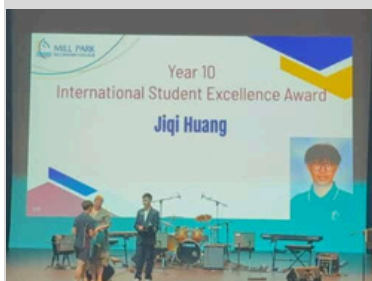 MILL PARK
Year 10
International Student Excellence Award
Jiqi Huang